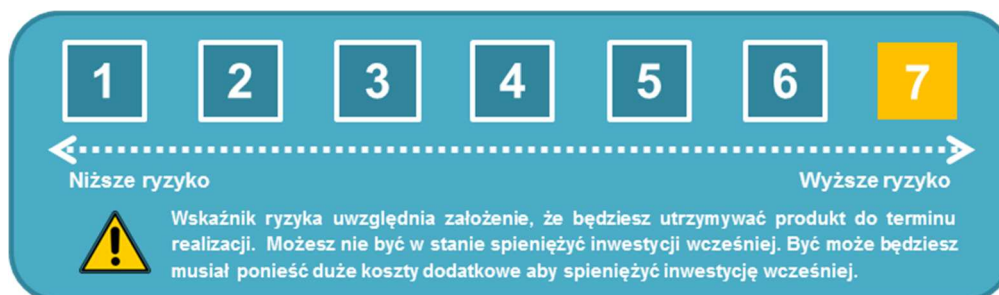 1 2 3 4 5 6 7
Niższe ryzyko Wyższe ryzyko
Wskaźnik ryzyka uwzględnia założenie, że będziesz utrzymywać produkt do terminu
realizacji. Możesz nie być w stanie spieniężyć inwestycji wcześniej. Być może będziesz
musiał ponieść duże koszty dodatkowe aby spieniężyć inwestycję wcześniej.